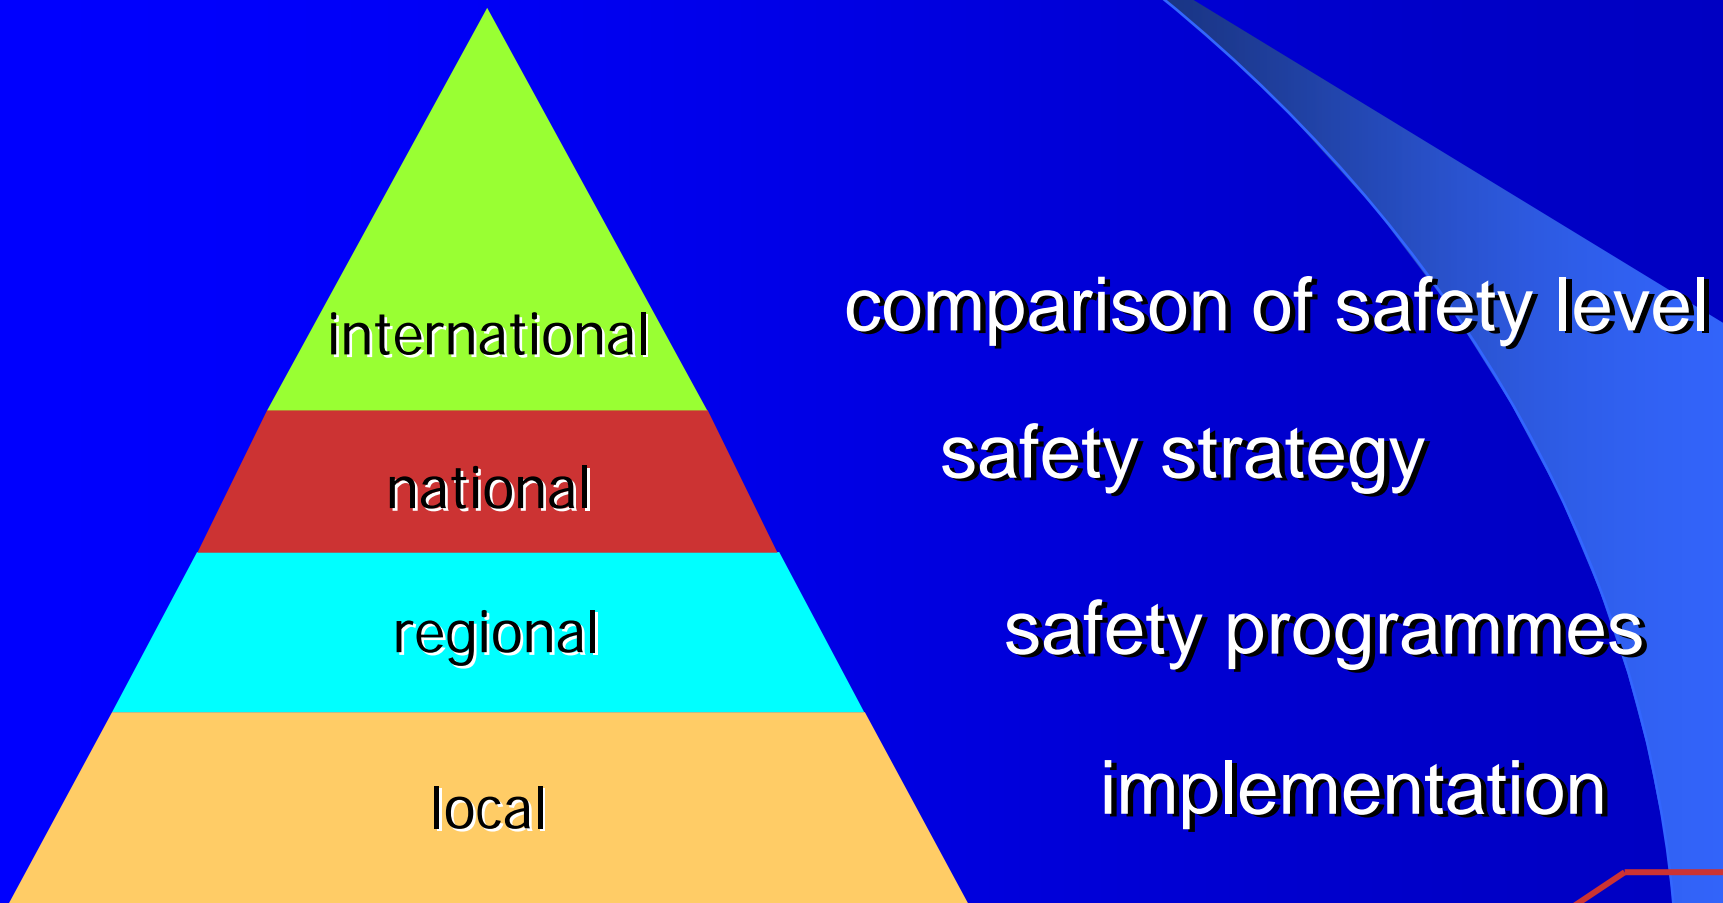 international
comparison of safety level
national
safety strategy
regional
safety programmes
local
implementation